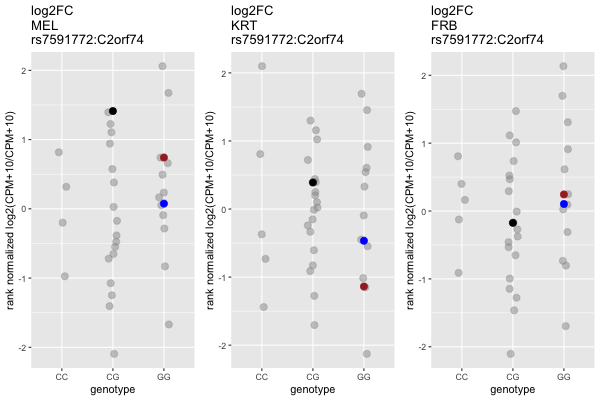 log2FC
MEL
rs7591772:C2orf74
rank normalized log2(CPM+10/CPM+10)
2
1
0
-1
-2
CC
CG
GG
genotype
log2FC
KRT
rs7591772:C2orf74
rank normalized log2(CPM+10/CPM+10)
2
1
0
-1
-2
CC
CG
GG
genotype
log2FC
FRB
rs7591772:C2orf74
rank normalized log2(CPM+10/CPM+10)
2
1
0
-1
-2
CC
CG
GG
genotype